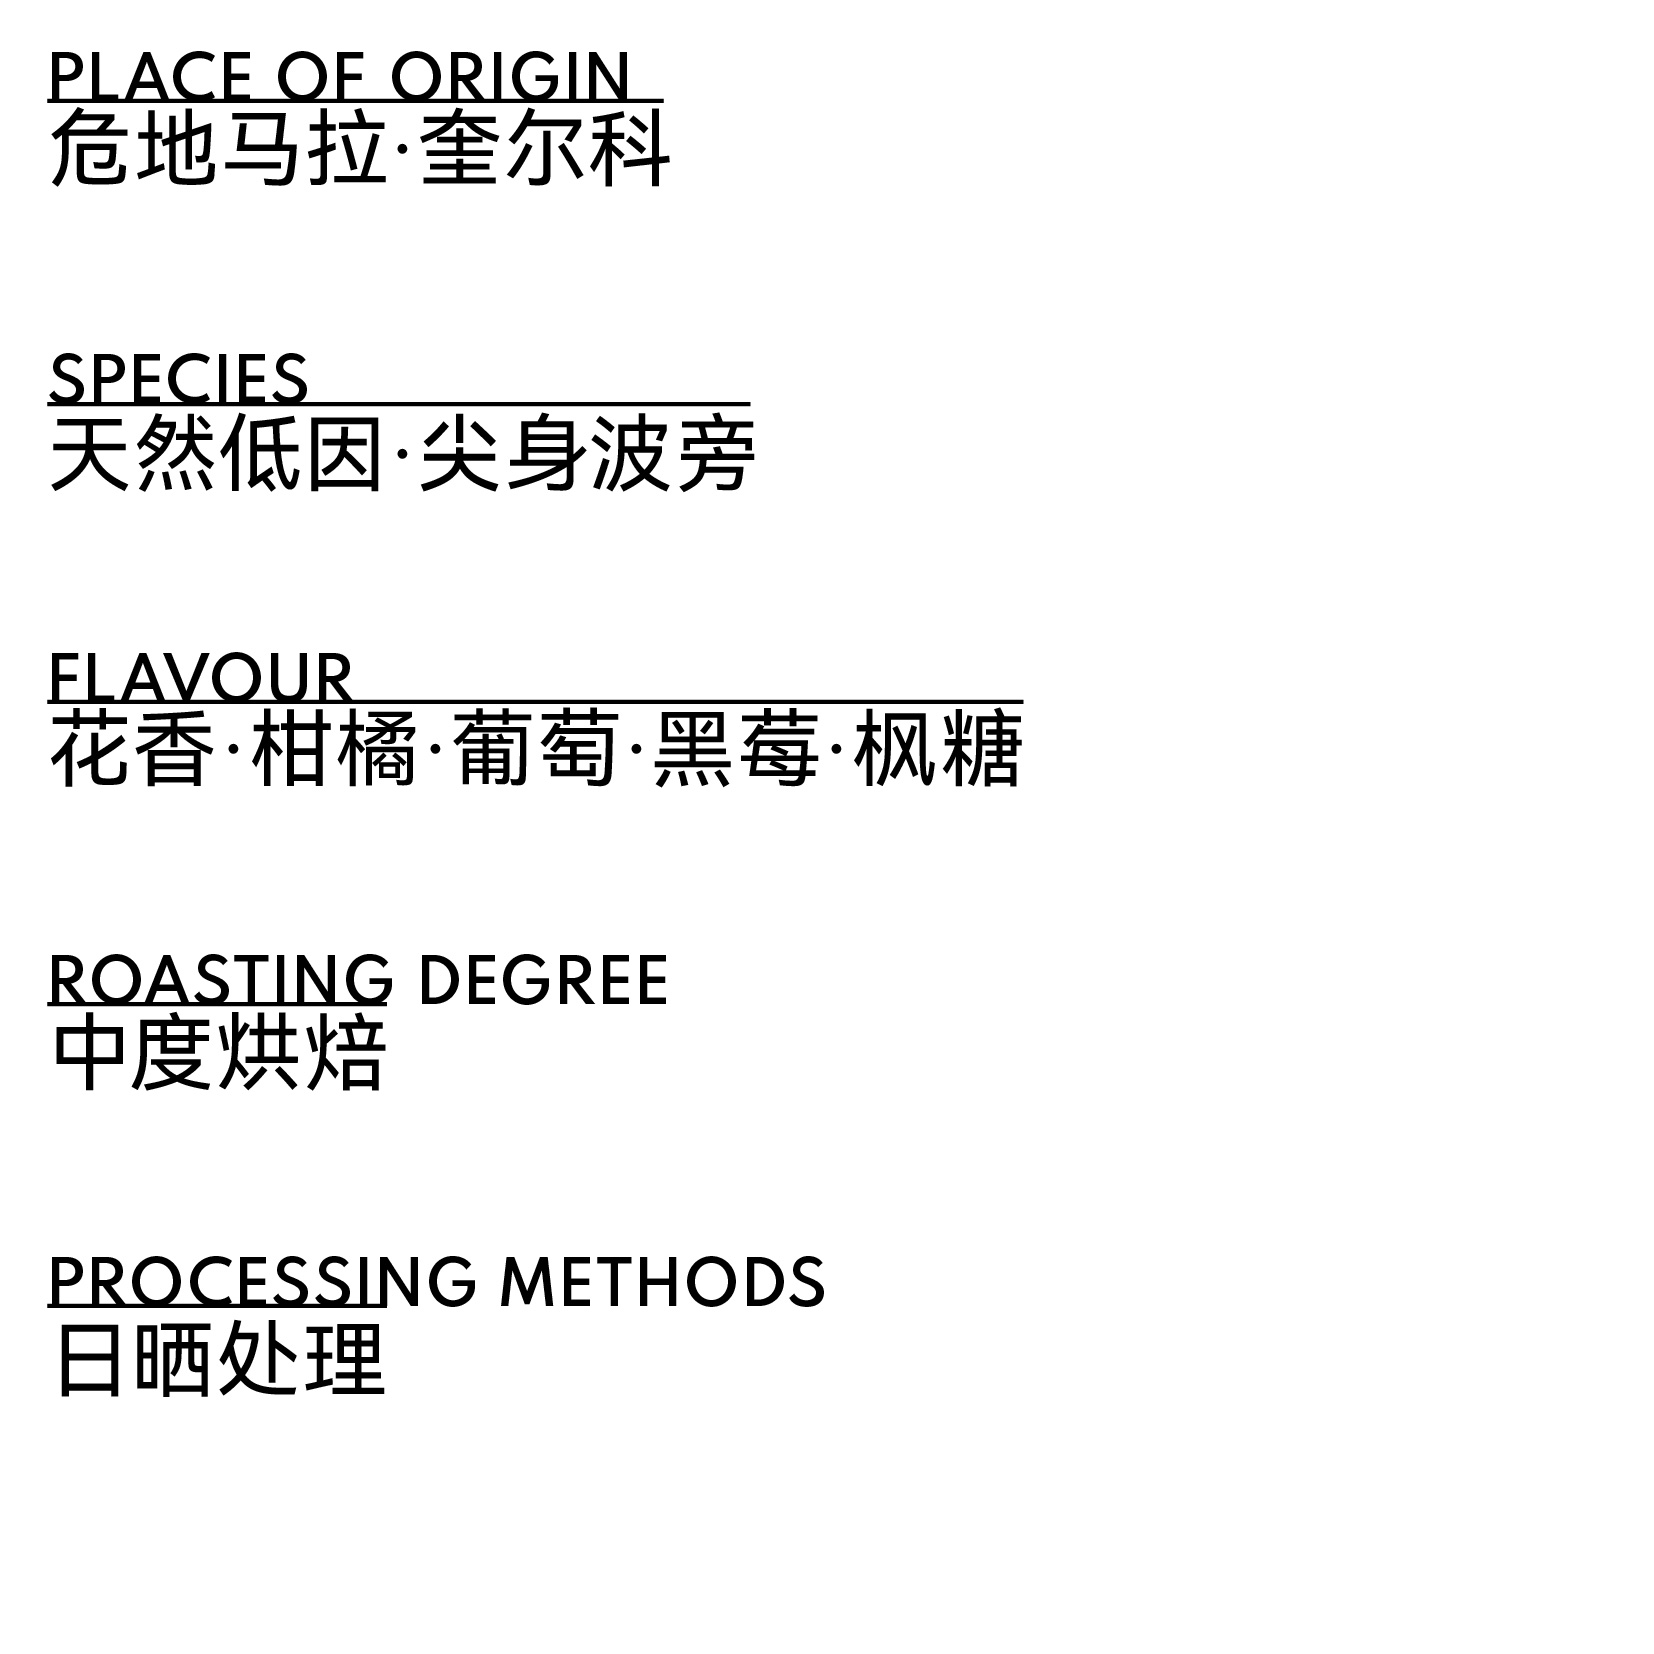 PLACE OF ORIGIN
危地马拉·奎尔科
SPECIES
天然低因·尖身波旁
FLAVOUR
花香·柑橘·葡萄·黑莓·枫糖
ROASTING DEGREE
中度烘焙
PROCESSING METHODS
日晒处理